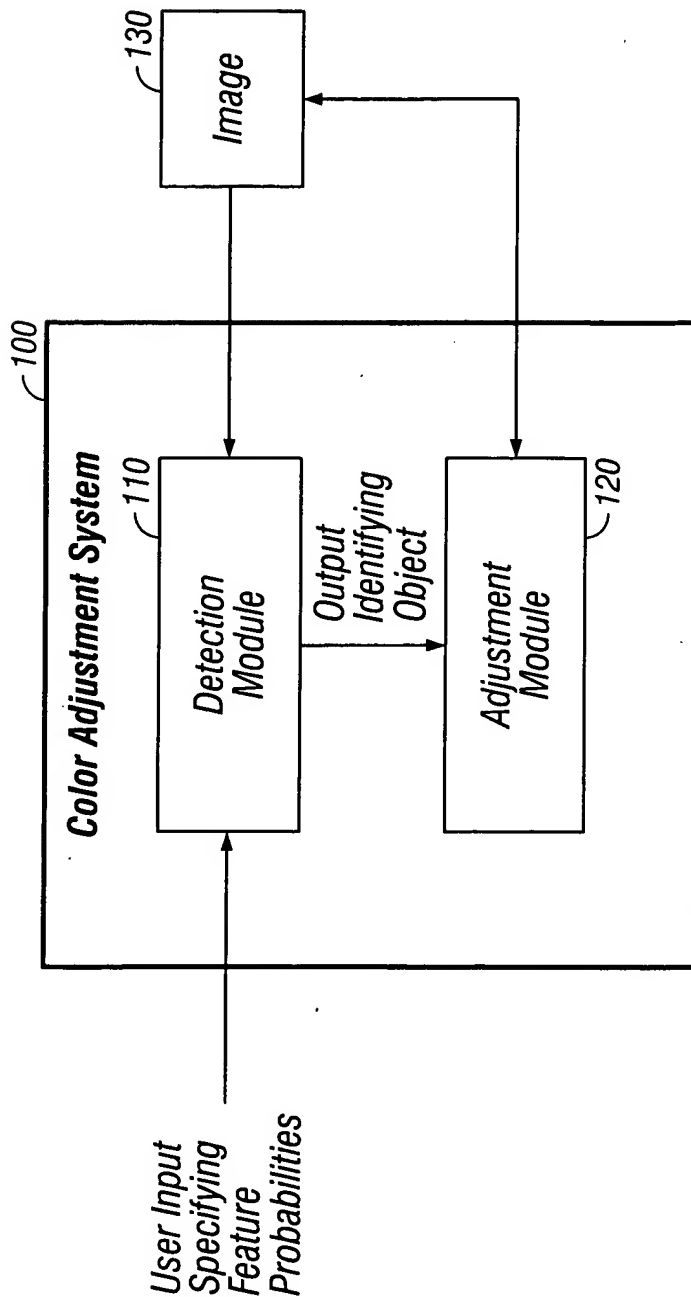 100
Color Adjustment System
130
Image
110
Detection
Module
User Input
Specifying
Feature
Probabilities
Output
Identifying
Object
Adjustment
Module
120